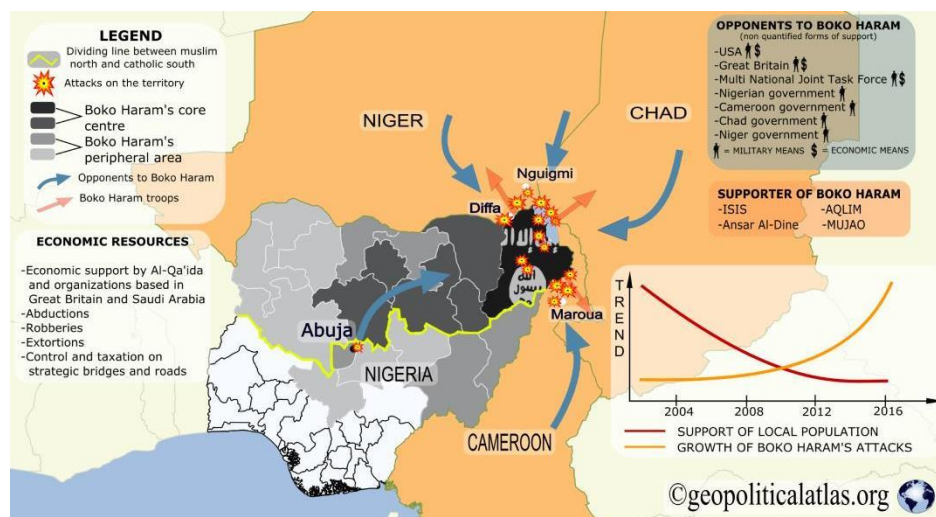 LEGEND
Dividing line between muslim
north and catholic south
Attacks on the territory
Boko Haram's core
centre
Boko Haram's
peripheral area
Opponents to Boko Haram
Boko Haram troops
ECONOMIC RESOURCES
-Economic support by Al-Qa'ida
and organizations based in
Great Britain and Saudi Arabia
-Abductions
-Robberies
-Extortions
-Control and taxation on
strategic bridges and roads
NIGER
CHAD
Nguigmi
Diffa
Maroua
Abuja
NIGERIA
CAMEROON
الله
رسول
OPPONENTS TO BOKO HARAM
(non quantified forms of support)
-USA $
-Great Britain $
-Multi National Joint Task Force $
-Nigerian government
-Cameroon government
-Chad government
-Niger government
= MILITARY MEANS $ = ECONOMIC MEANS
SUPPORTER OF BOKO HARAM
-ISIS -AQLIM
-Ansar Al-Dine -MUJAO
TREND
2004 2008 2012 2016
SUPPORT OF LOCAL POPULATION
GROWTH OF BOKO HARAM'S ATTACKS
©geopoliticalatlas.org